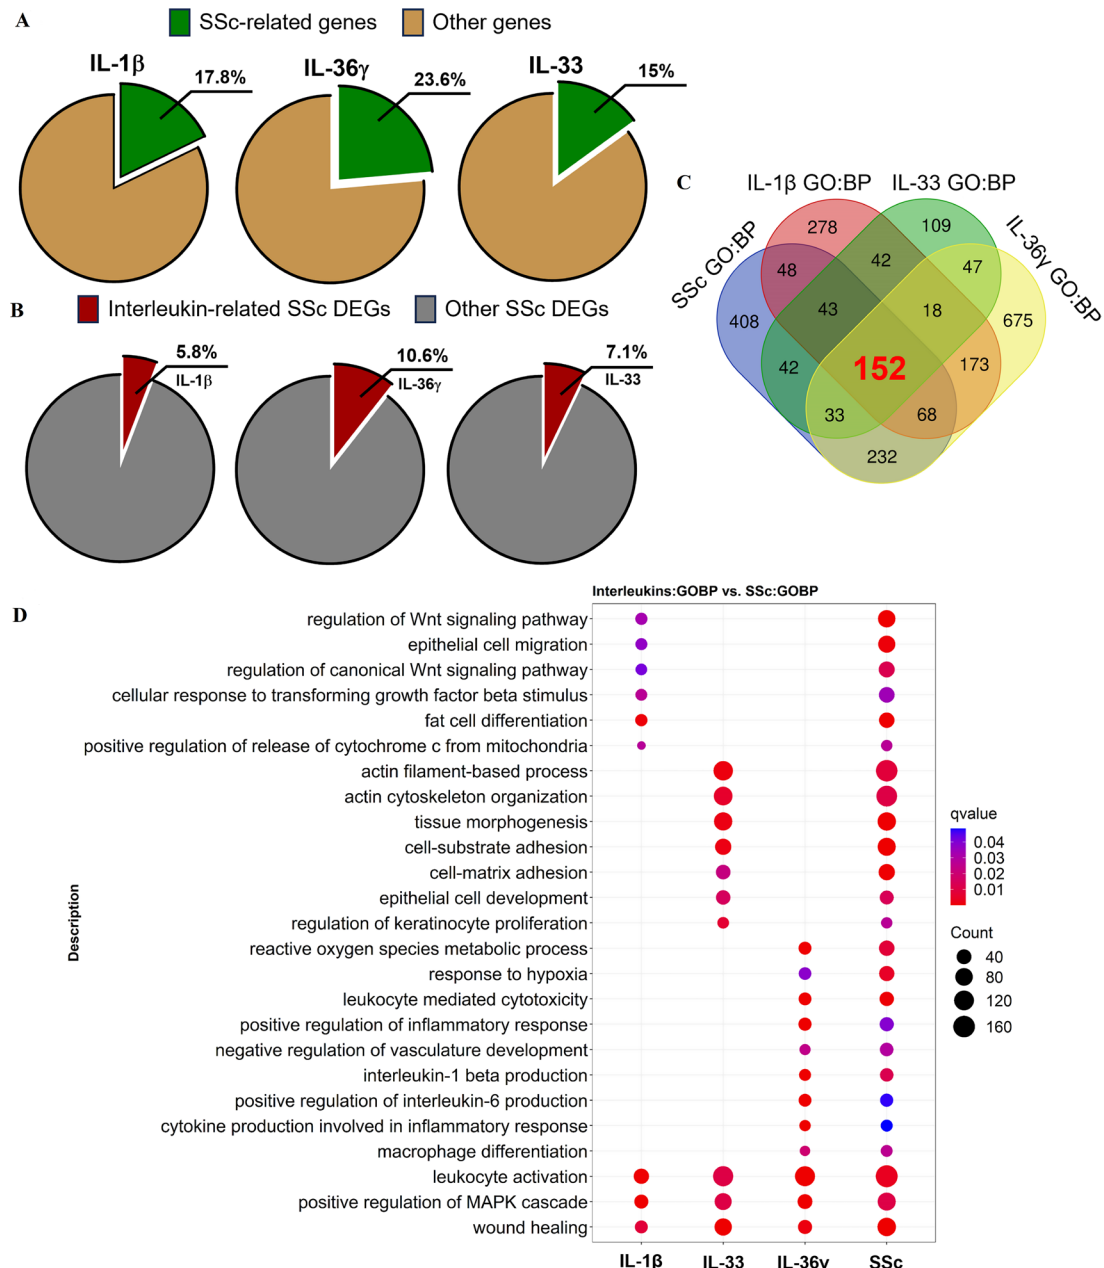 A
SSc-related genes
Other genes
IL-1β
IL-36γ
IL-33
17.8%
23.6%
15%
B
Interleukin-related SSc DEGs
Other SSc DEGs
5.8%
IL-1β
10.6%
IL-36γ
7.1%
IL-33
C
IL-1β GO:BP
IL-33 GO:BP
SSc GO:BP
IL-36γ GO:BP
278
109
48
42
47
408
43
18
675
42
152
173
33
68
232
D
Interleukins:GOBP vs. SSc:GOBP
Description
regulation of Wnt signaling pathway
epithelial cell migration
regulation of canonical Wnt signaling pathway
cellular response to transforming growth factor beta stimulus
fat cell differentiation
positive regulation of release of cytochrome c from mitochondria
actin filament-based process
actin cytoskeleton organization
tissue morphogenesis
cell-substrate adhesion
cell-matrix adhesion
epithelial cell development
regulation of keratinocyte proliferation
reactive oxygen species metabolic process
response to hypoxia
leukocyte mediated cytotoxicity
positive regulation of inflammatory response
negative regulation of vasculature development
interleukin-1 beta production
positive regulation of interleukin-6 production
cytokine production involved in inflammatory response
macrophage differentiation
leukocyte activation
positive regulation of MAPK cascade
wound healing
IL-1β
IL-33
IL-36γ
SSc
qvalue
0.04
0.03
0.02
0.01
Count
40
80
120
160